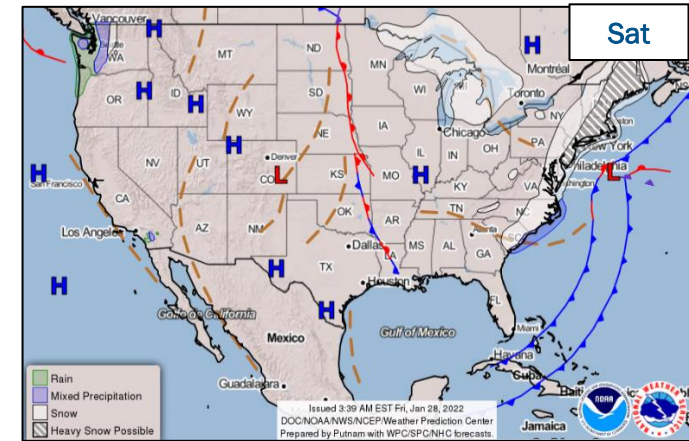 Sat
Vancouver
H
H
Seattle
WA
MT
ND
MN
Montréal
H
OR
ID
H
SD
WI
MI
Toronto
WY
NY
H
IA
Chicago
NE
PA
New York
H
NV
UT
Denver
CO
L
KS
MO
IL
IN
OH
Philadelphia
L
H
San Francisco
H
KY
VA
Washington
CA
OK
TN
NC
Los Angeles
AZ
NM
AR
Atlanta
SC
Dallas
LA
MS
AL
GA
H
TX
Houston
H
H
FL
Golfo de California
Miami
Mexico
Gulf of Mexico
Havana
Cuba
Guadalajara
Haiti
Jamaica
Rain
Mixed Precipitation
Snow
Heavy Snow Possible
Issued 3:39 AM EST Fri, Jan 28, 2022
DOC/NOAA/NWS/NCEP/Weather Prediction Center
Prepared by Putnam with WPC/SPC/NHC forecasts.
NOAA